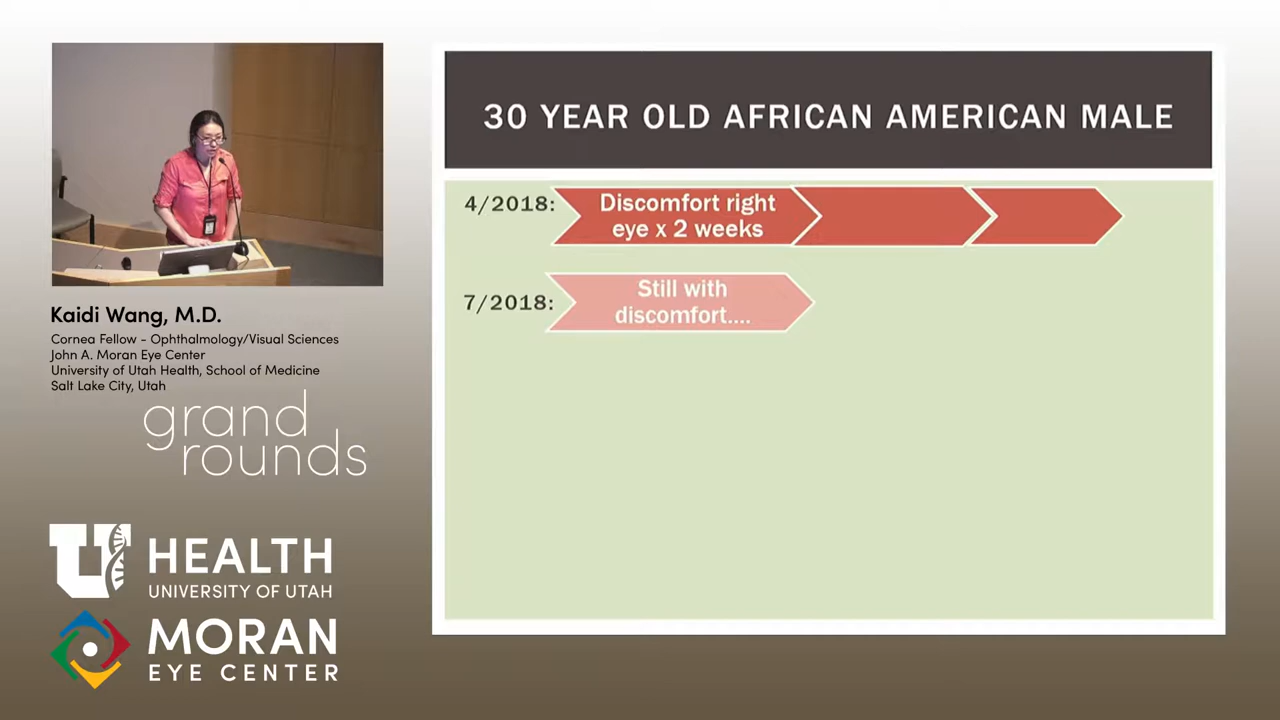 30 YEAR OLD AFRICAN AMERICAN MALE
4/2018:
Discomfort right
eye x 2 weeks
7/2018:
Still with
discomfort....
Kaidi Wang, M.D.
Cornea Fellow - Ophthalmology/Visual Sciences
John A. Moran Eye Center
University of Utah Health, School of Medicine
Salt Lake City, Utah
grand
rounds
U HEALTH
UNIVERSITY OF UTAH
MORAN
EYE CENTER